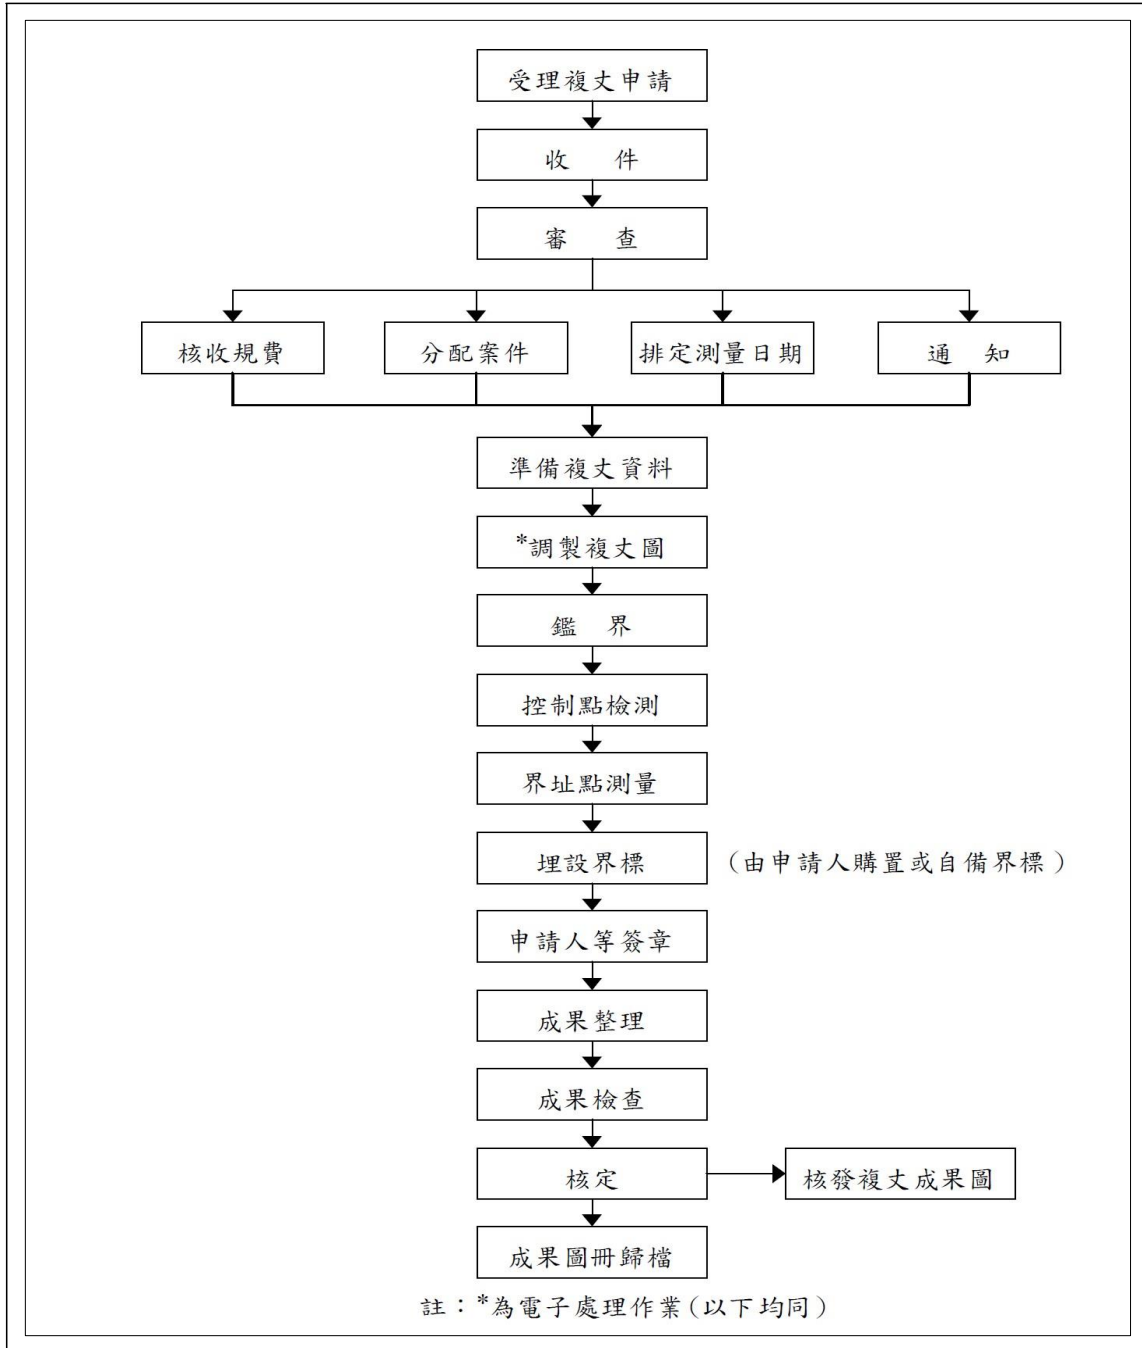 受理複丈申請
收 件
審 查
核收規費 分配案件 排定測量日期 通 知
準備複丈資料
*調製複丈圖
鑑 界
控制點檢測
界址點測量
埋設界標 (由申請人購置或自備界標)
申請人等簽章
成果整理
成果檢查
核定 核發複丈成果圖
成果圖冊歸檔
註:*為電子處理作業(以下均同)